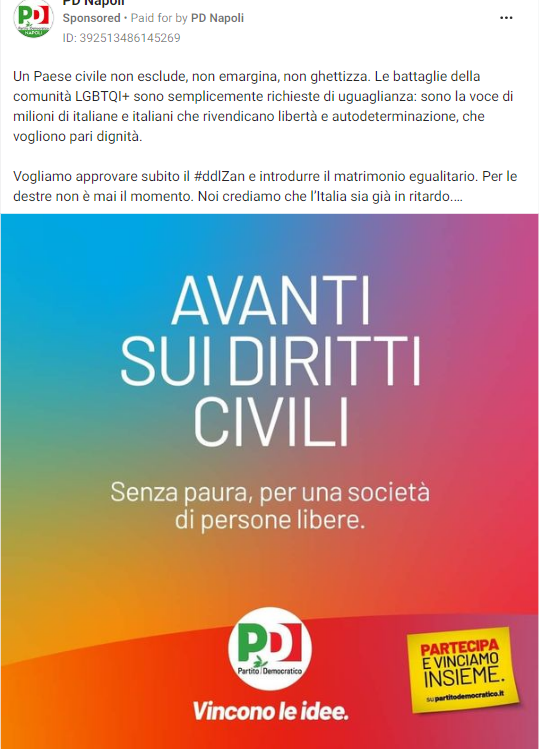 PD Napoli
Sponsored • Paid for by PD Napoli
ID: 392513486145269
Un Paese civile non esclude, non emargina, non ghettizza. Le battaglie della
comunità LGBTQI+ sono semplicemente richieste di uguaglianza: sono la voce di
milioni di italiane e italiani che rivendicano libertà e autodeterminazione, che
vogliono pari dignità.
Vogliamo approvare subito il #ddlZan e introdurre il matrimonio egualitario. Per le
destre non è mai il momento. Noi crediamo che l’Italia sia già in ritardo....
AVANTI
SUI DIRITTI
CIVILI
Senza paura, per una società
di persone libere.
PD
Partito Democratico
Vincono le idee.
PARTECIPA
E VINCIAMO
INSIEME.
SU partitodemocratico.it